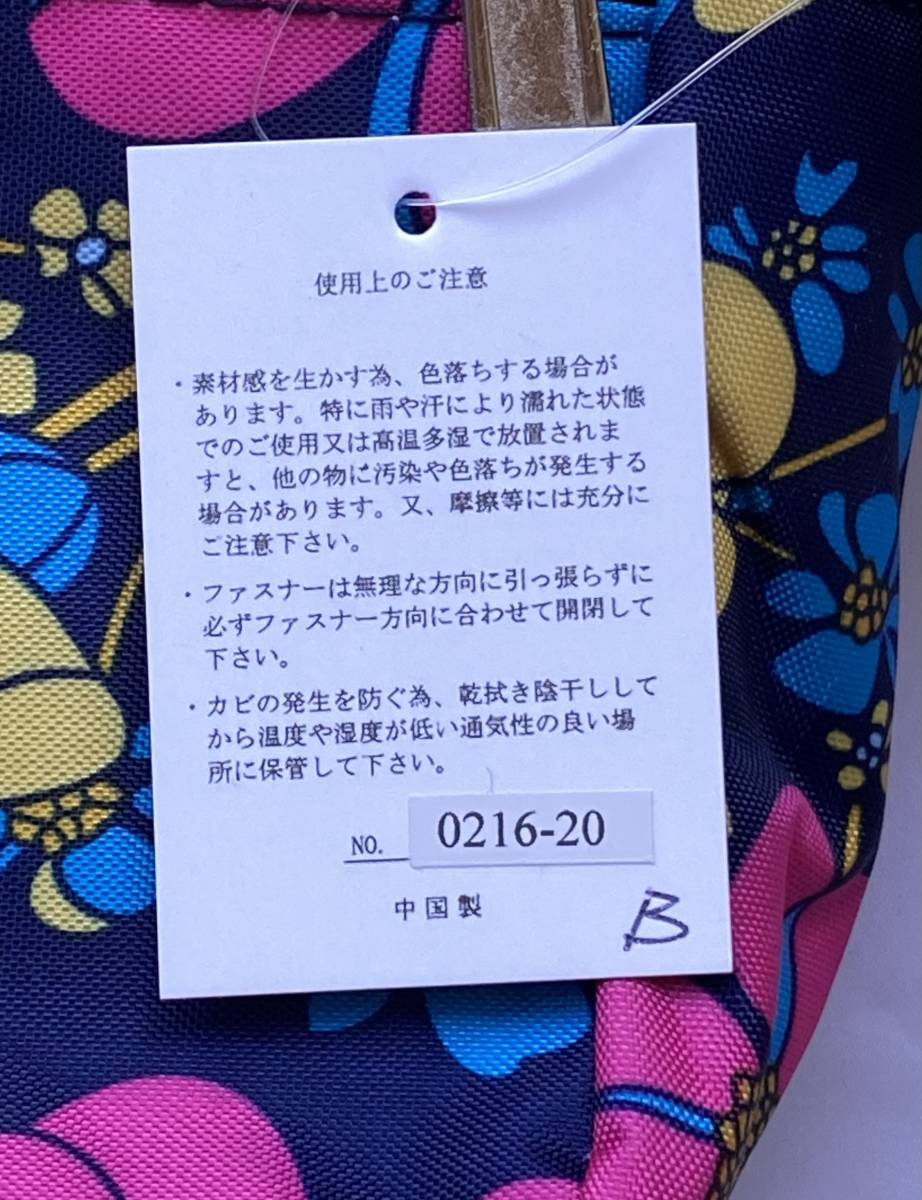 使用上のご注意
・素材感を生かす為、色落ちする場合が
あります。特に雨や汗により濡れた状態
でのご使用又は高温多湿で放置されま
すと、他の物に汚染や色落ちが発生する
場合があります。又、摩擦等には充分に
ご注意下さい。
・ファスナーは無理な方向に引っ張らずに
必ずファスナー方向に合わせて開閉して
下さい。
・カビの発生を防ぐ為、乾拭き陰干しして
から温度や湿度が低い通気性の良い場
所に保管して下さい。
NO. 0216-20
中国製
B